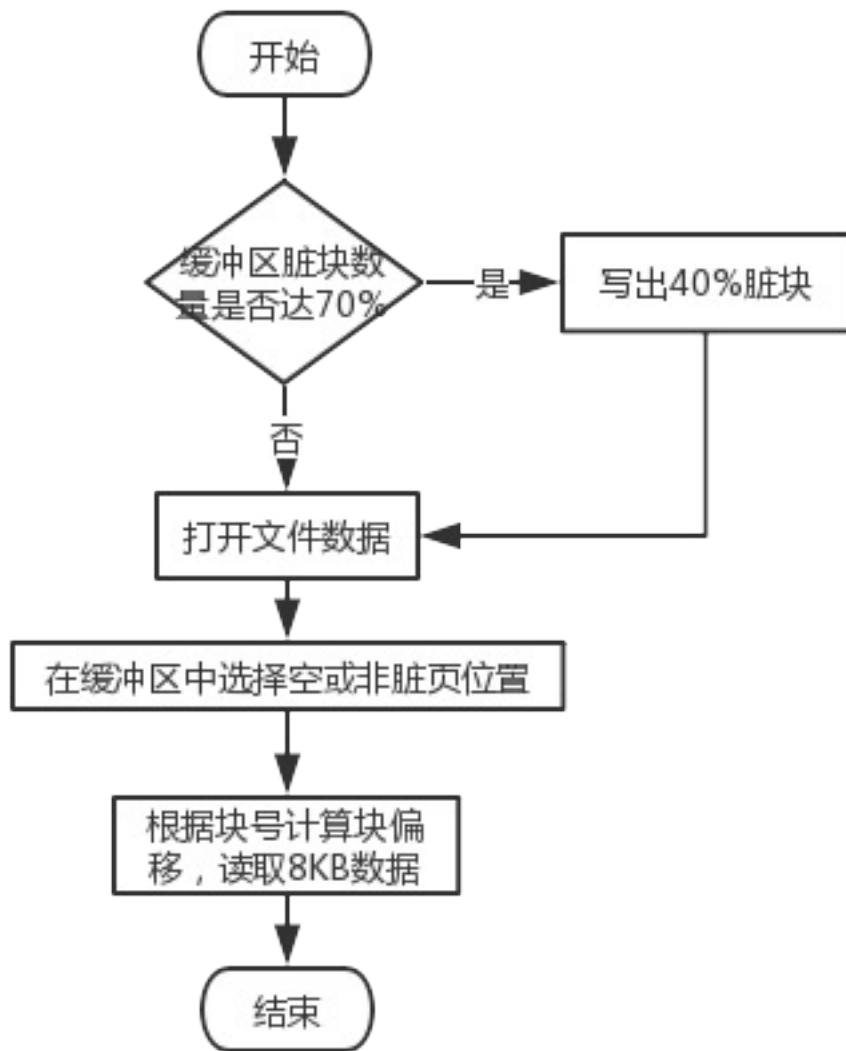 开始
缓冲区脏块数
量是否达70%
是
写出40%脏块
否
打开文件数据
在缓冲区中选择空或非脏页位置
根据块号计算块偏
移，读取8KB数据
结束